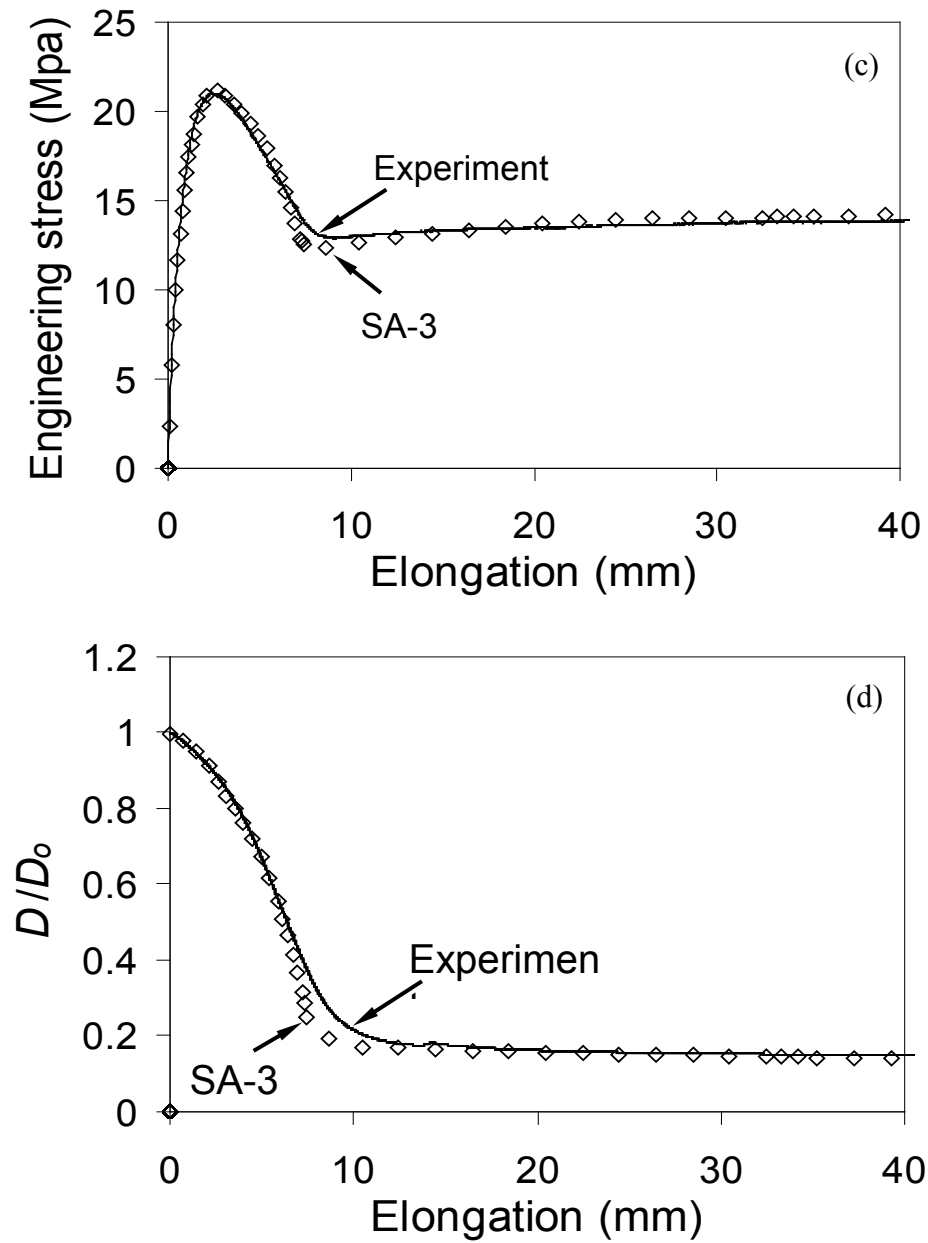 25
20
15
10
5
0
Engineering stress (Mpa)
(c)
Experiment
SA-3
0 10 20 30 40
Elongation (mm)
1.2
1
0.8
0.6
0.4
0.2
0
D/Do
(d)
Experimen
SA-3
0 10 20 30 40
Elongation (mm)